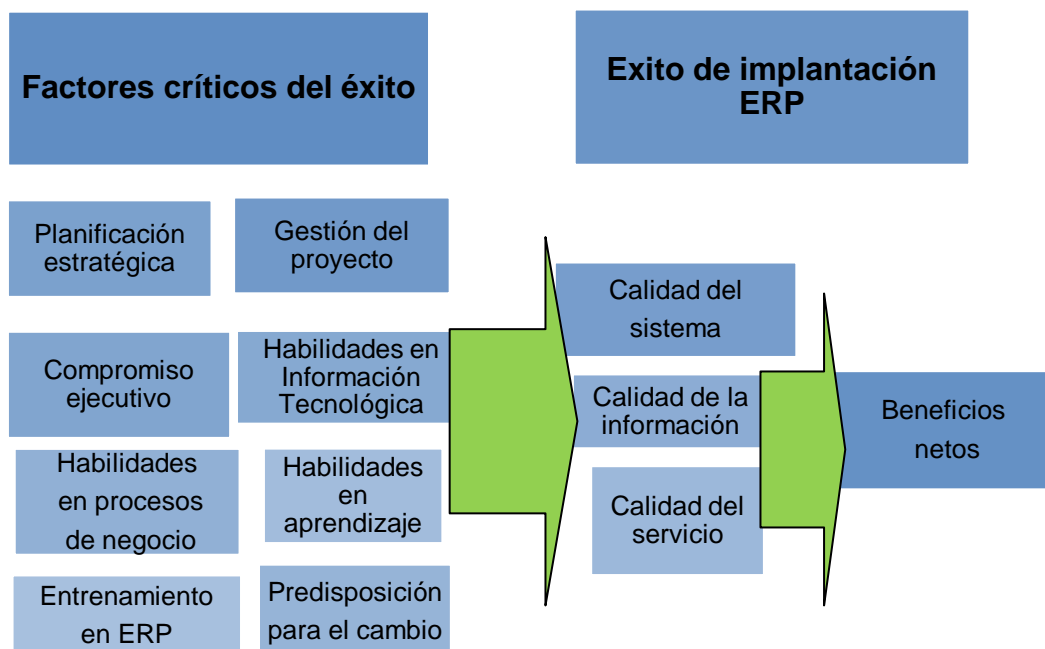 Factores críticos del éxito
Exito de implantación
ERP
Planificación
estratégica
Gestión del
proyecto
Compromiso
ejecutivo
Habilidades en
Información
Tecnológica
Habilidades
en procesos
de negocio
Habilidades
en
aprendizaje
Entrenamiento
en ERP
Predisposición
para el cambio
Calidad del
sistema
Calidad de la
información
Calidad del
servicio
Beneficios
netos